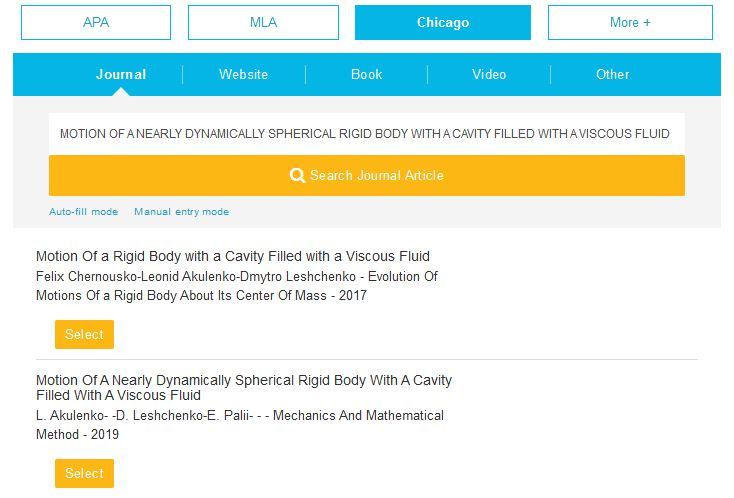 APA
MLA
Chicago
More +
Journal
Website
Book
Video
Other
MOTION OF A NEARLY DYNAMICALLY SPHERICAL RIGID BODY WITH A CAVITY FILLED WITH A VISCOUS FLUID
Search Journal Article
Auto-fill mode
Manual entry mode
Motion Of a Rigid Body with a Cavity Filled with a Viscous Fluid
Felix Chernousko-Leonid Akulenko-Dmytro Leshchenko - Evolution Of
Motions Of a Rigid Body About Its Center Of Mass - 2017
Select
Motion Of A Nearly Dynamically Spherical Rigid Body With A Cavity
Filled With A Viscous Fluid
L. Akulenko- -D. Leshchenko-E. Palii- - - Mechanics And Mathematical
Method - 2019
Select